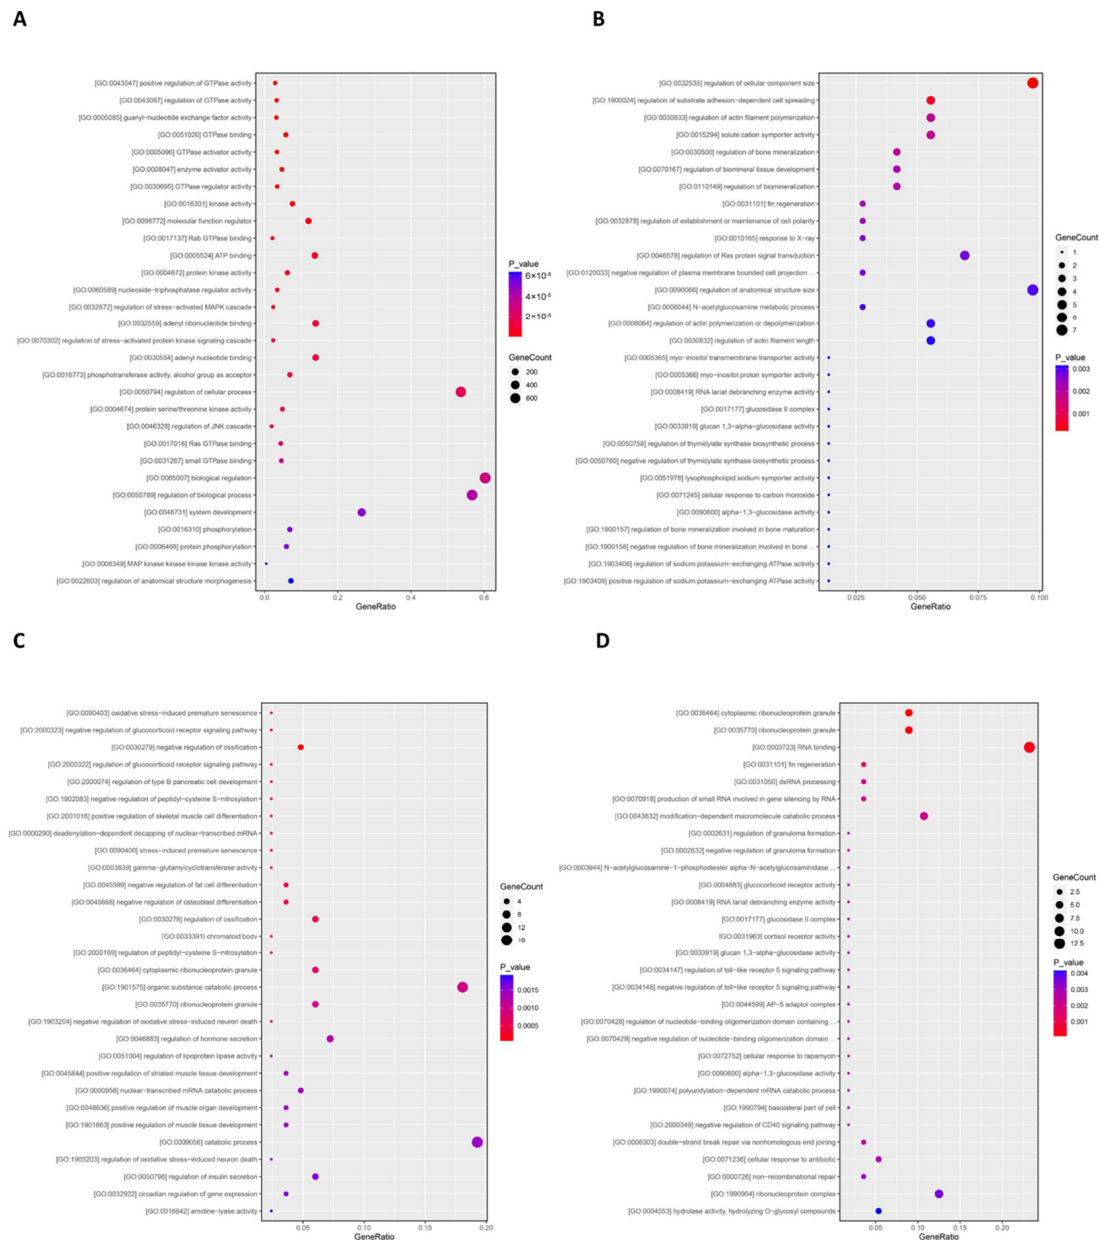 A
[GO:0043547] positive regulation of GTPase activity
[GO:0043087] regulation of GTPase activity
[GO:0005085] guanyl-nucleotide exchange factor activity
[GO:0051020] GTPase binding
[GO:0005096] GTPase activator activity
[GO:0008047] enzyme activator activity
[GO:0030695] GTPase regulator activity
[GO:0016301] kinase activity
[GO:0098772] molecular function regulator
[GO:0017137] Rab GTPase binding
[GO:0005524] ATP binding
[GO:0004672] protein kinase activity
[GO:0060589] nucleoside-triphosphatase regulator activity
[GO:0032872] regulation of stress-activated MAPK cascade
[GO:0032559] adenyl ribonucleotide binding
[GO:0070302] regulation of stress-activated protein kinase signaling cascade
[GO:0030554] adenyl nucleotide binding
[GO:0016773] phosphotransferase activity, alcohol group as acceptor
[GO:0050794] regulation of cellular process
[GO:0004674] protein serine/threonine kinase activity
[GO:0046328] regulation of JNK cascade
[GO:0017016] Ras GTPase binding
[GO:0031267] small GTPase binding
[GO:0065007] biological regulation
[GO:0050789] regulation of biological process
[GO:0048731] system development
[GO:0016310] phosphorylation
[GO:0006468] protein phosphorylation
[GO:0008349] MAP kinase kinase kinase kinase activity
[GO:0022603] regulation of anatomical structure morphogenesis
0.0 0.2 0.4 0.6
GeneRatio
P_value
6×10⁻⁵
4×10⁻⁵
2×10⁻⁵
GeneCount
200
400
600
B
[GO:0032535] regulation of cellular component size
[GO:1900024] regulation of substrate adhesion-dependent cell spreading
[GO:0030833] regulation of actin filament polymerization
[GO:0015294] solute:cation symporter activity
[GO:0030500] regulation of bone mineralization
[GO:0070167] regulation of biomineral tissue development
[GO:0110149] regulation of biomineralization
[GO:0031101] fin regeneration
[GO:0032878] regulation of establishment or maintenance of cell polarity
[GO:0010165] response to X-ray
[GO:0046578] regulation of Ras protein signal transduction
[GO:0120033] negative regulation of plasma membrane bounded cell projection ...
[GO:0090066] regulation of anatomical structure size
[GO:0006044] N-acetylglucosamine metabolic process
[GO:0008064] regulation of actin polymerization or depolymerization
[GO:0030832] regulation of actin filament length
[GO:0005365] myo-inositol transmembrane transporter activity
[GO:0005366] myo-inositol:proton symporter activity
[GO:0008419] RNA lariat debranching enzyme activity
[GO:0017177] glucosidase II complex
[GO:0033919] glucan 1,3-alpha-glucosidase activity
[GO:0050758] regulation of thymidylate synthase biosynthetic process
[GO:0050760] negative regulation of thymidylate synthase biosynthetic process
[GO:0051978] lysophospholipid:sodium symporter activity
[GO:0071245] cellular response to carbon monoxide
[GO:0090600] alpha-1,3-glucosidase activity
[GO:1900157] regulation of bone mineralization involved in bone maturation
[GO:1900158] negative regulation of bone mineralization involved in bone ...
[GO:1903406] regulation of sodium:potassium-exchanging ATPase activity
[GO:1903408] positive regulation of sodium:potassium-exchanging ATPase activity
0.025 0.050 0.075 0.100
GeneRatio
GeneCount
1
2
3
4
5
6
7
P_value
0.003
0.002
0.001
C
[GO:0090403] oxidative stress-induced premature senescence
[GO:2000323] negative regulation of glucocorticoid receptor signaling pathway
[GO:0030279] negative regulation of ossification
[GO:2000322] regulation of glucocorticoid receptor signaling pathway
[GO:2000074] regulation of type B pancreatic cell development
[GO:1902083] negative regulation of peptidyl-cysteine S-nitrosylation
[GO:2001016] positive regulation of skeletal muscle cell differentiation
[GO:0000290] deadenylation-dependent decapping of nuclear-transcribed mRNA
[GO:0090400] stress-induced premature senescence
[GO:0003839] gamma-glutamylcyclotransferase activity
[GO:0045599] negative regulation of fat cell differentiation
[GO:0045668] negative regulation of osteoblast differentiation
[GO:0030278] regulation of ossification
[GO:0033391] chromatoid body
[GO:2000169] regulation of peptidyl-cysteine S-nitrosylation
[GO:0036464] cytoplasmic ribonucleoprotein granule
[GO:1901575] organic substance catabolic process
[GO:0035770] ribonucleoprotein granule
[GO:1903204] negative regulation of oxidative stress-induced neuron death
[GO:0046883] regulation of hormone secretion
[GO:0051004] regulation of lipoprotein lipase activity
[GO:0045844] positive regulation of striated muscle tissue development
[GO:0000956] nuclear-transcribed mRNA catabolic process
[GO:0048636] positive regulation of muscle organ development
[GO:1901863] positive regulation of muscle tissue development
[GO:0009056] catabolic process
[GO:1903203] regulation of oxidative stress-induced neuron death
[GO:0050796] regulation of insulin secretion
[GO:0032922] circadian regulation of gene expression
[GO:0016842] amidine-lyase activity
0.05 0.10 0.15 0.20
GeneRatio
GeneCount
4
8
12
16
P_value
0.0015
0.0010
0.0005
D
[GO:0036464] cytoplasmic ribonucleoprotein granule
[GO:0035770] ribonucleoprotein granule
[GO:0003723] RNA binding
[GO:0031101] fin regeneration
[GO:0031050] dsRNA processing
[GO:0070918] production of small RNA involved in gene silencing by RNA
[GO:0043632] modification-dependent macromolecule catabolic process
[GO:0002631] regulation of granuloma formation
[GO:0002632] negative regulation of granuloma formation
[GO:0003944] N-acetylglucosamine-1-phosphodiester alpha-N-acetylglucosaminidase ...
[GO:0004883] glucocorticoid receptor activity
[GO:0008419] RNA lariat debranching enzyme activity
[GO:0017177] glucosidase II complex
[GO:0031963] cortisol receptor activity
[GO:0033919] glucan 1,3-alpha-glucosidase activity
[GO:0034147] regulation of toll-like receptor 5 signaling pathway
[GO:0034148] negative regulation of toll-like receptor 5 signaling pathway
[GO:0044599] AP-5 adaptor complex
[GO:0070428] regulation of nucleotide-binding oligomerization domain containing ...
[GO:0070429] negative regulation of nucleotide-binding oligomerization domain ...
[GO:0072752] cellular response to rapamycin
[GO:0090600] alpha-1,3-glucosidase activity
[GO:1990074] polyuridylation-dependent mRNA catabolic process
[GO:1990794] basolateral part of cell
[GO:2000349] negative regulation of CD40 signaling pathway
[GO:0006303] double-strand break repair via nonhomologous end joining
[GO:0071236] cellular response to antibiotic
[GO:0000726] non-recombinational repair
[GO:1990904] ribonucleoprotein complex
[GO:0004553] hydrolase activity, hydrolyzing O-glycosyl compounds
0.05 0.10 0.15 0.20
GeneRatio
GeneCount
2.5
5.0
7.5
10.0
12.5
P_value
0.004
0.003
0.002
0.001